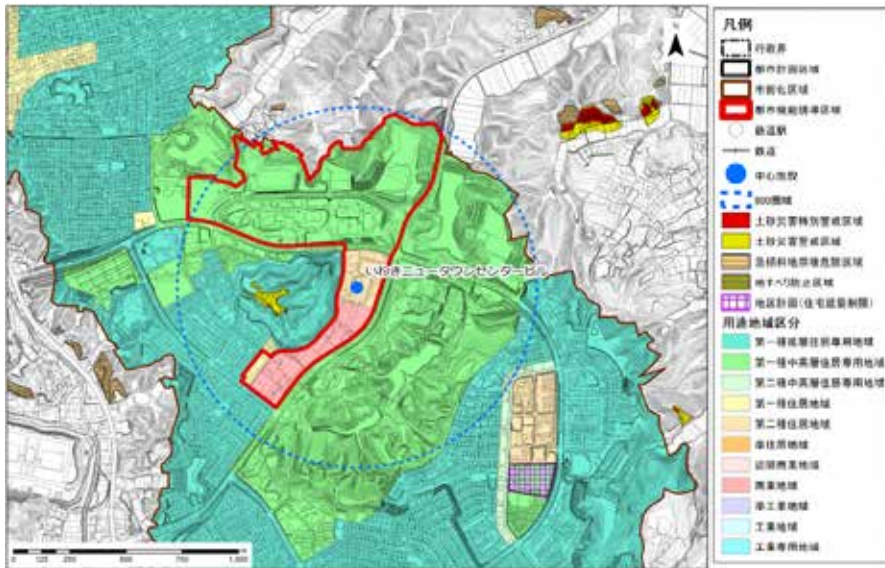 N
いわきニュータウンセンタービル
0 125 250 500 750 1,000
凡例
行政界
都市計画区域
市街化区域
都市機能誘導区域
鉄道駅
鉄道
中心施設
800圏域
土砂災害特別警戒区域
土砂災害警戒区域
急傾斜地崩壊危険区域
地すべり防止区域
地区計画(住宅建築制限)
用途地域区分
第一種低層住居専用地域
第一種中高層住居専用地域
第二種中高層住居専用地域
第一種住居地域
第二種住居地域
準住居地域
近隣商業地域
商業地域
準工業地域
工業地域
工業専用地域